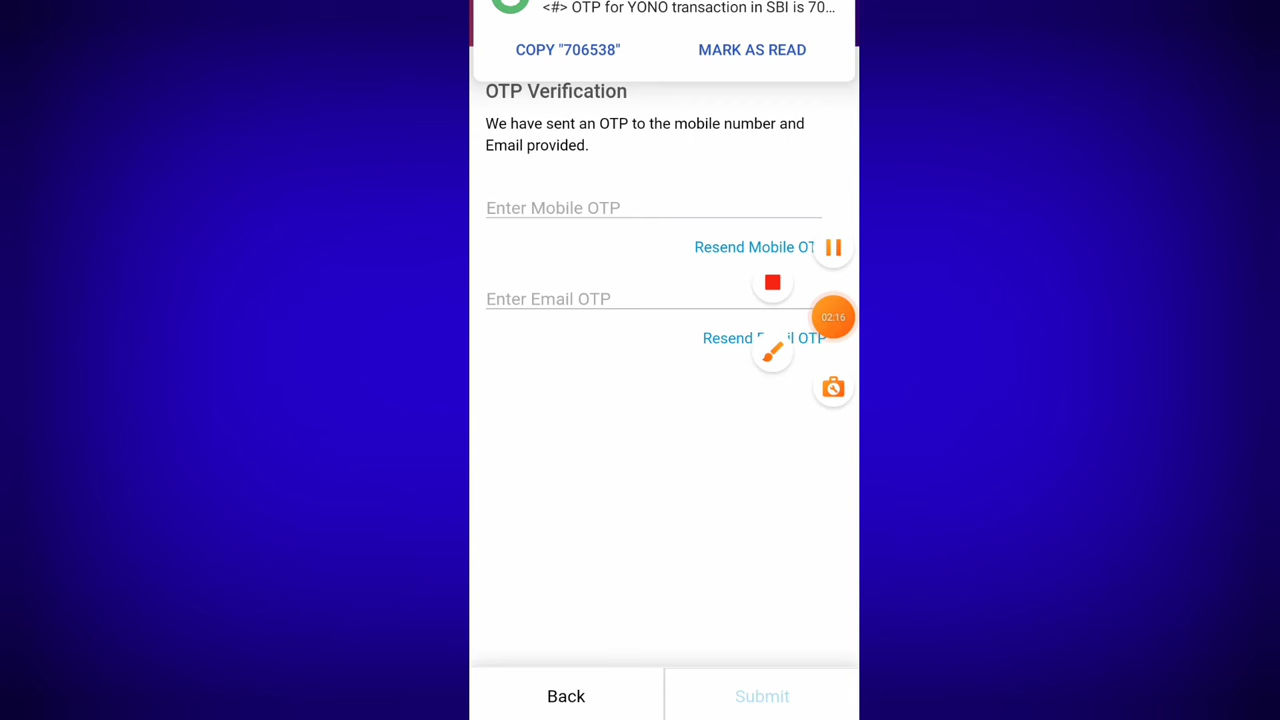 <#> OTP for YONO transaction in SBI is 70...
COPY "706538"
MARK AS READ
OTP Verification
We have sent an OTP to the mobile number and
Email provided.
Enter Mobile OTP
Resend Mobile OT
Enter Email OTP
02:16
Resend E il OTP
Back
Submit